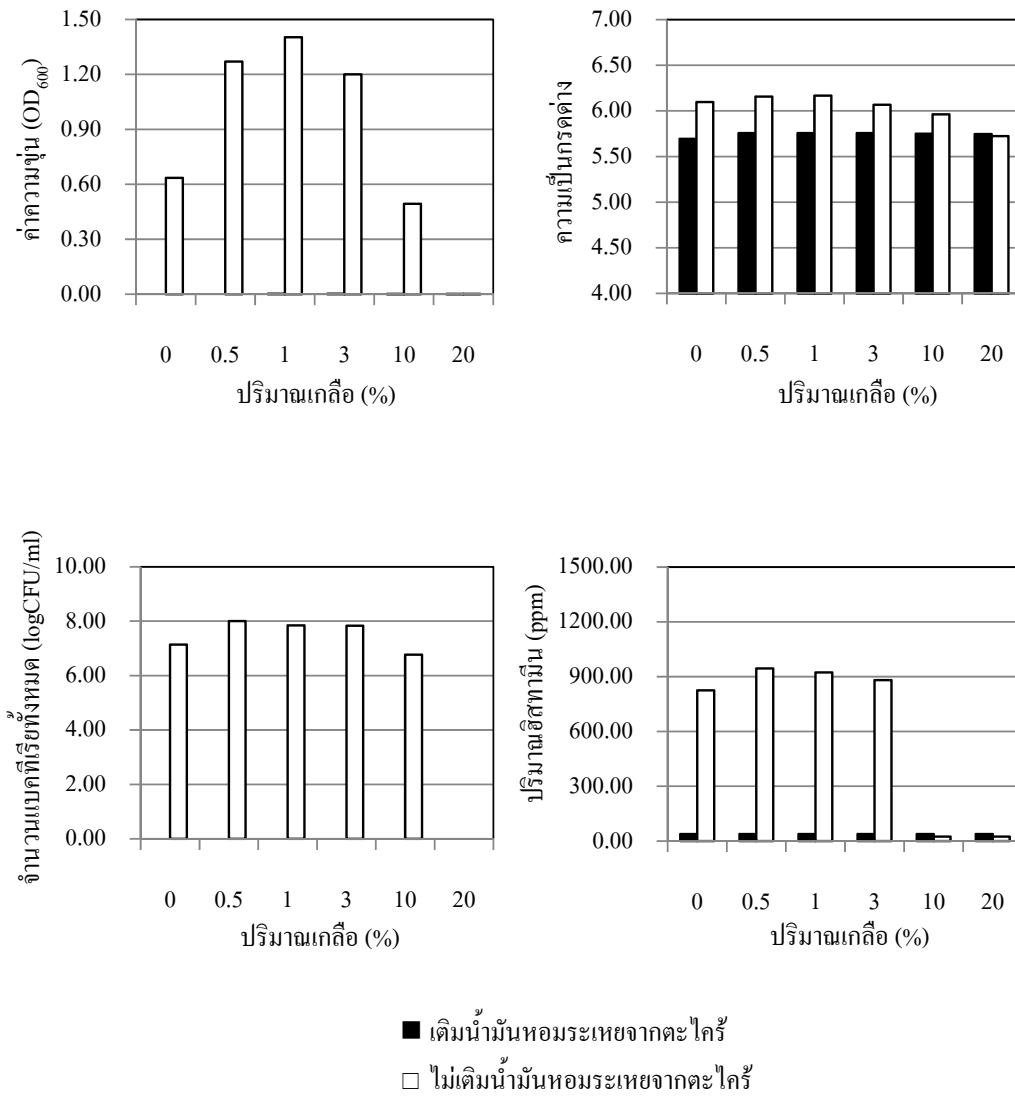 ค่าความขุ่น (OD600)
1.50
1.20
0.90
0.60
0.30
0.00
0 0.5 1 3 10 20
ปริมาณเกลือ (%)
ความเป็นกรดด่าง
7.00
6.50
6.00
5.50
5.00
4.50
4.00
0 0.5 1 3 10 20
ปริมาณเกลือ (%)
จำนวนแบคทีเรียทั้งหมด (logCFU/ml)
10.00
8.00
6.00
4.00
2.00
0.00
0 0.5 1 3 10 20
ปริมาณเกลือ (%)
ปริมาณฮิสทามีน (ppm)
1500.00
1200.00
900.00
600.00
300.00
0.00
0 0.5 1 3 10 20
ปริมาณเกลือ (%)
เติมน้ำมันหอมระเหยจากตะไคร้
ไม่เติมน้ำมันหอมระเหยจากตะไคร้